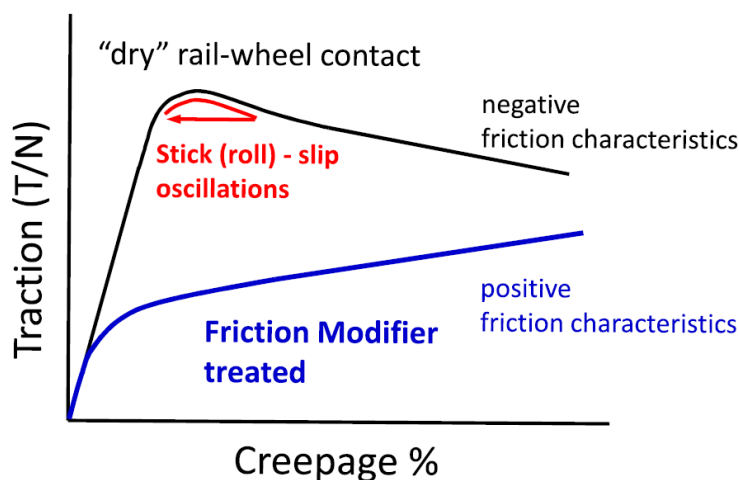 “dry” rail-wheel contact
negative
friction characteristics
Stick (roll) - slip
oscillations
Traction (T/N)
positive
friction characteristics
Friction Modifier
treated
Creepage %